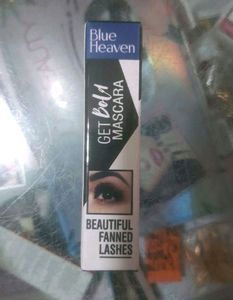 Blue
Heaven
GET Bold
MASCARA
BEAUTIFUL
FANNED
LASHES